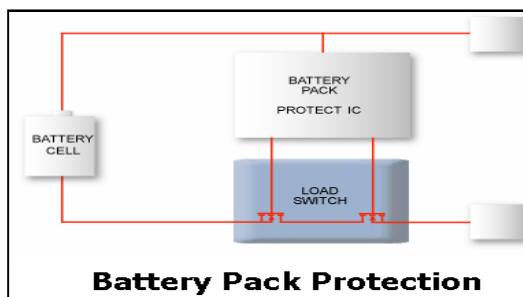 BATTERY
PACK
PROTECT IC
BATTERY
CELL
LOAD
SWITCH
Battery Pack Protection